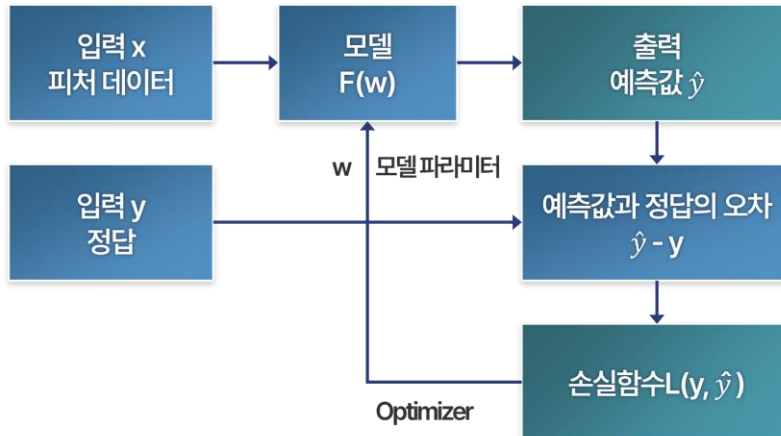 입력 x
피처 데이터
모델
F(w)
출력
예측값 ŷ
w 모델 파라미터
입력 y
정답
예측값과 정답의 오차
ŷ - y
손실함수L(y, ŷ)
Optimizer